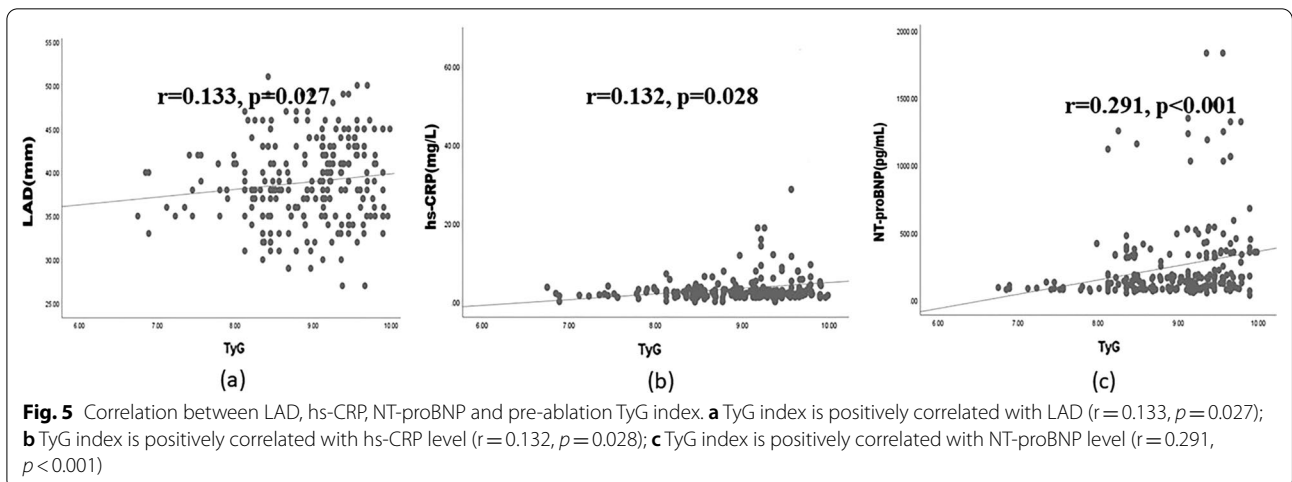 55.00
50.00
45.00
40.00
35.00
30.00
25.00
LAD(mm)
r=0.133, p=0.027
6.00 7.00 8.00 9.00 10.00
TyG
(a)
60.00
40.00
20.00
.00
hs-CRP(mg/L)
r=0.132, p=0.028
6.00 7.00 8.00 9.00 10.00
TyG
(b)
2000.00
1500.00
1000.00
500.00
.00
NT-proBNP(pg/mL)
r=0.291, p<0.001
6.00 7.00 8.00 9.00 10.00
TyG
(c)
Fig. 5 Correlation between LAD, hs-CRP, NT-proBNP and pre-ablation TyG index. a TyG index is positively correlated with LAD (r = 0.133, p = 0.027);
b TyG index is positively correlated with hs-CRP level (r = 0.132, p = 0.028); c TyG index is positively correlated with NT-proBNP level (r = 0.291,
p < 0.001)